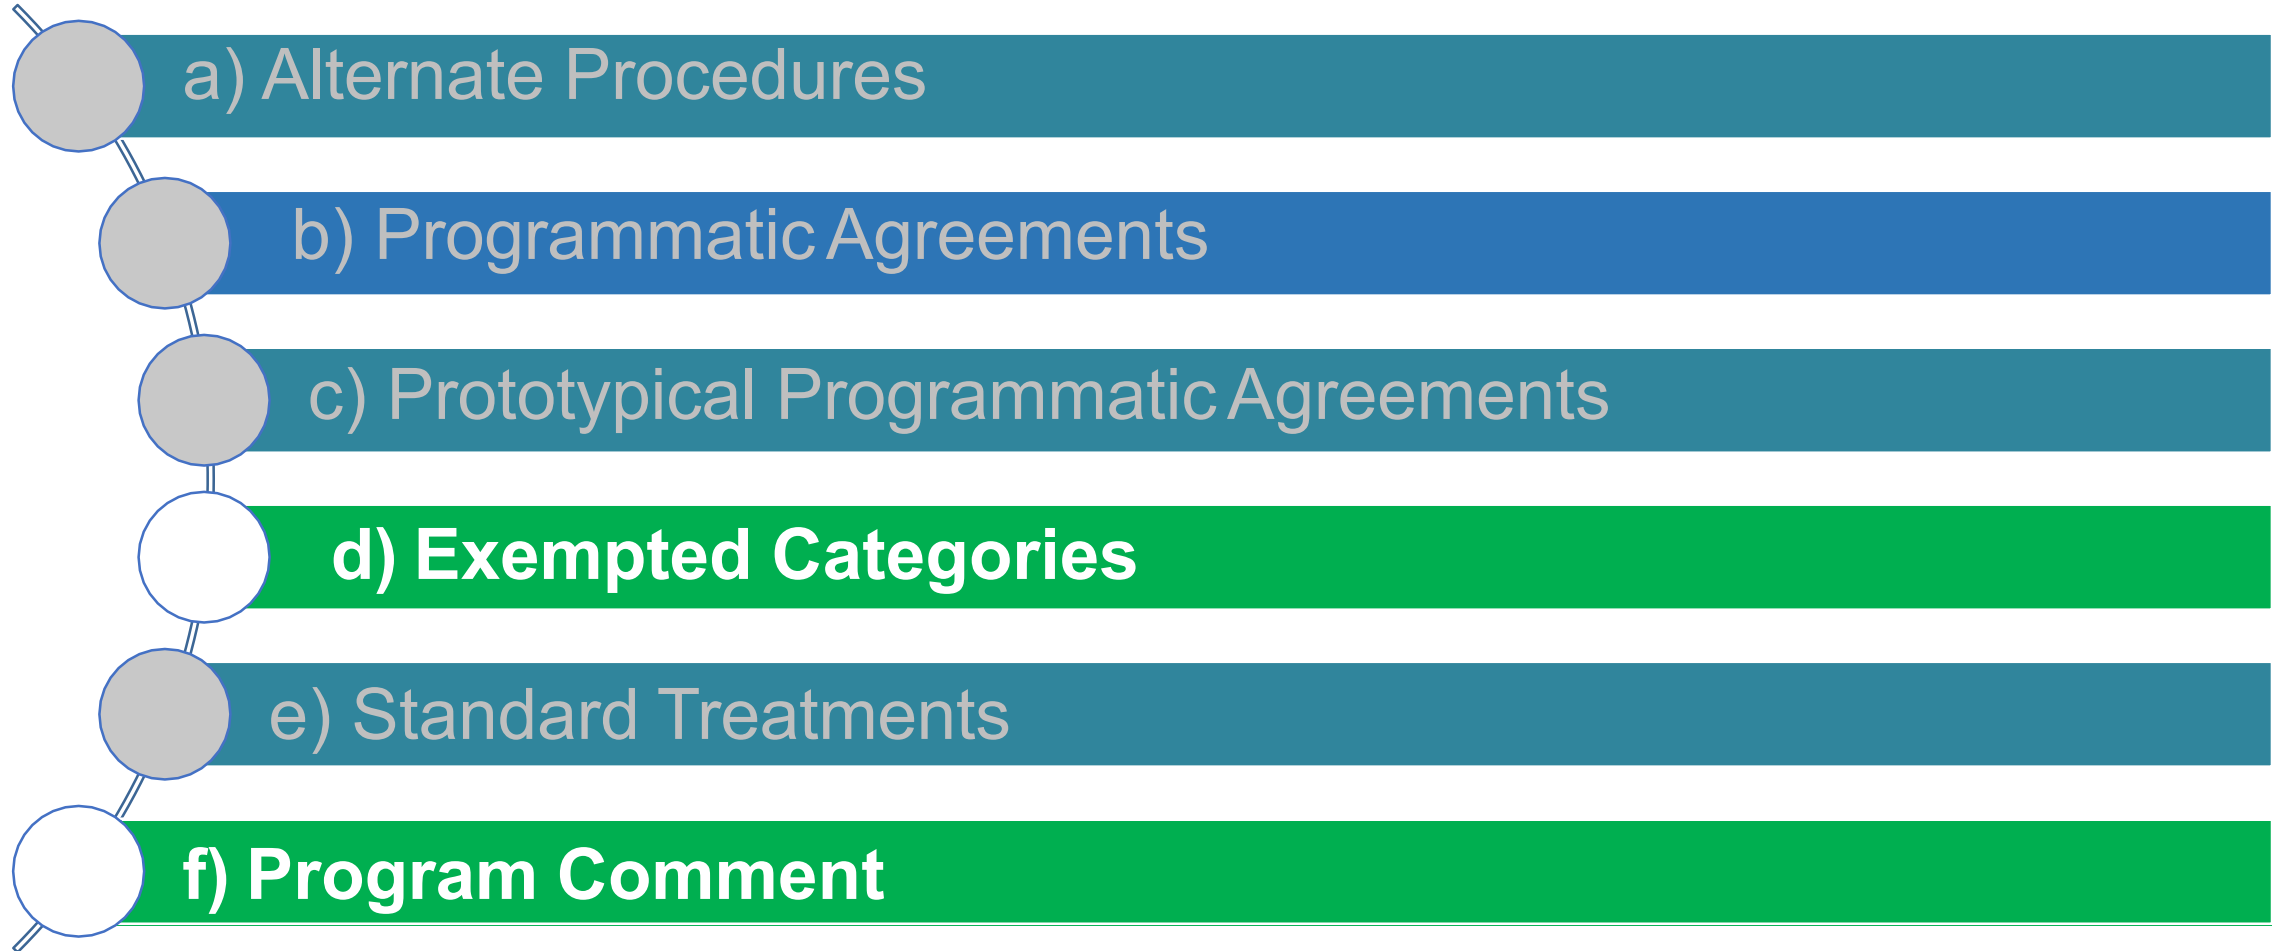 a) Alternate Procedures
b) Programmatic Agreements
c) Prototypical Programmatic Agreements
d) Exempted Categories
e) Standard Treatments
f) Program Comment